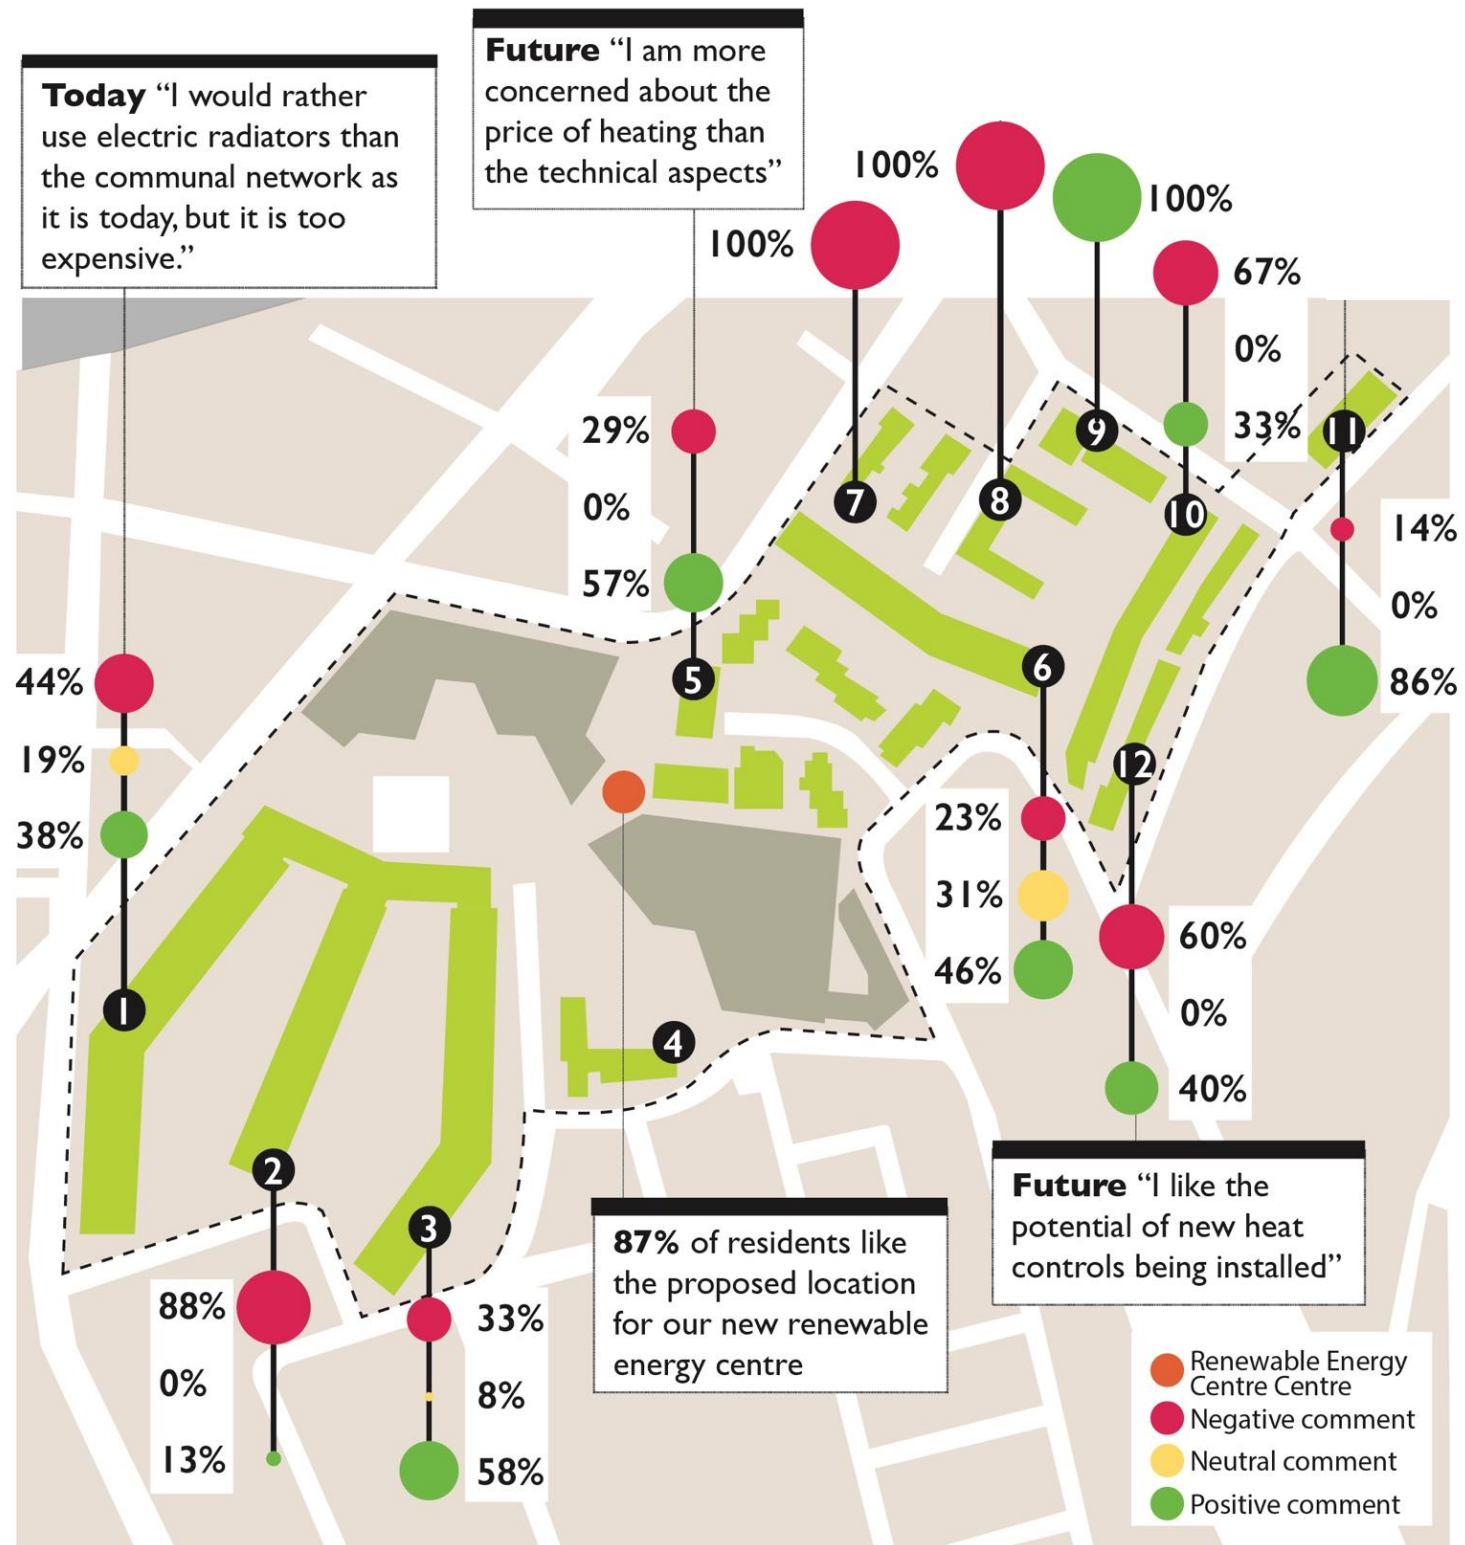 Today “I would rather
use electric radiators than
the communal network as
it is today, but it is too
expensive.”
Future “I am more
concerned about the
price of heating than
the technical aspects”
100%
100%
100%
67%
0%
33%
29%
0%
57%
14%
0%
86%
44%
19%
38%
23%
31%
46%
60%
0%
40%
88%
0%
13%
33%
8%
58%
1
2
3
4
5
6
7
8
9
10
11
12
87% of residents like
the proposed location
for our new renewable
energy centre
Future “I like the
potential of new heat
controls being installed”
Renewable Energy
Centre Centre
Negative comment
Neutral comment
Positive comment